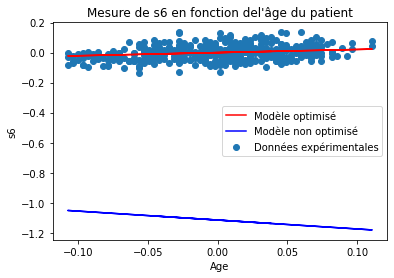 Mesure de s6 en fonction del'âge du patient
0.2
0.0
−0.2
−0.4
−0.6
−0.8
−1.0
−1.2
s6
Modèle optimisé
Modèle non optimisé
Données expérimentales
−0.10
−0.05
0.00
0.05
0.10
Age